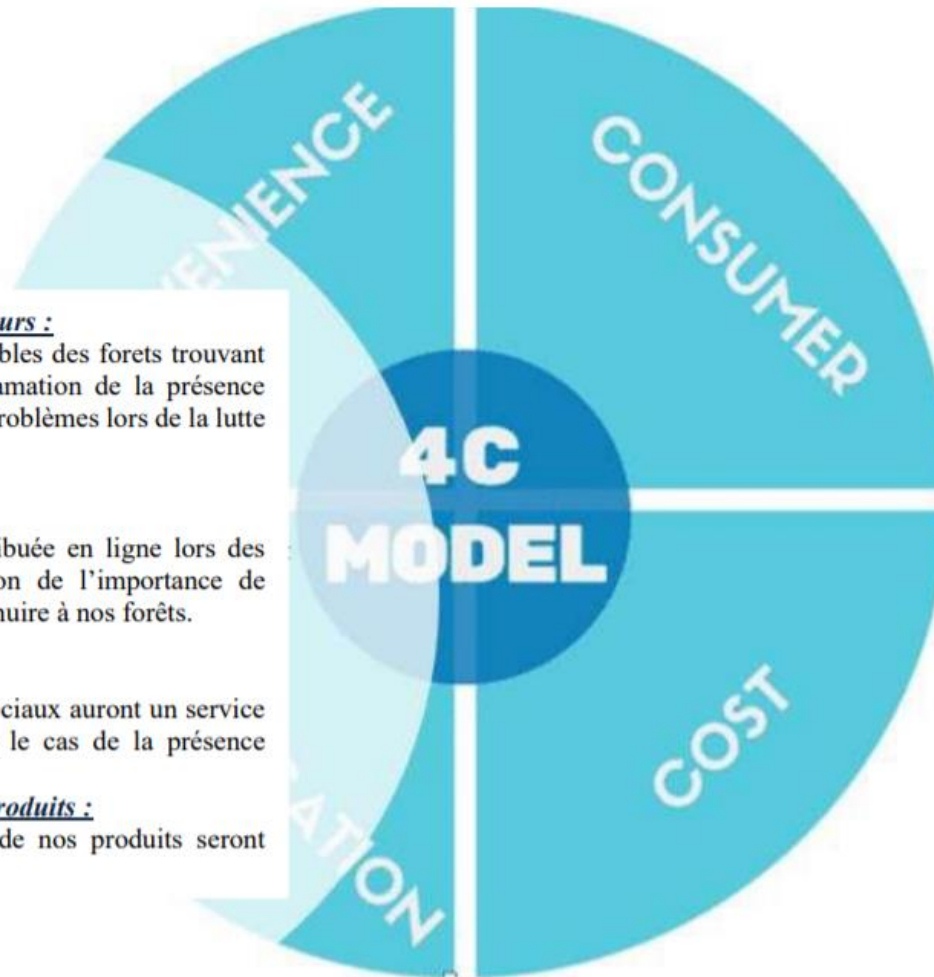 ENIENCE
CONSUMER
urs :
bles des forets trouvant
amation de la présence
roblèmes lors de la lutte
ibuée en ligne lors des
on de l'importance de
nuire à nos forêts.
ciaux auront un service
le cas de la présence
roduits :
de nos produits seront
4C
MODEL
COST
CATION